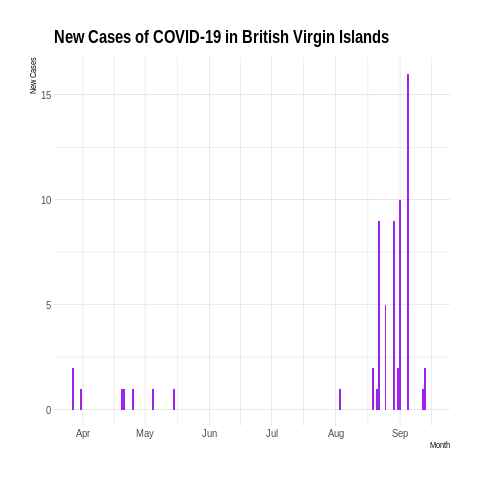 New Cases of COVID-19 in British Virgin Islands
New Cases
15
10
5
0
Apr May Jun Jul Aug Sep
Month